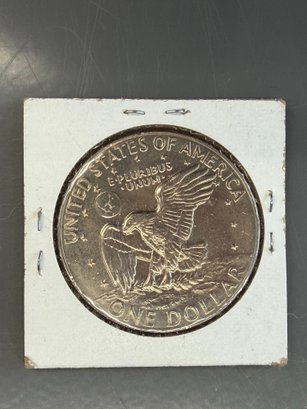 UNITED STATES OF AMERICA
E·PLURIBUS
UNUM
ONE DOLLAR